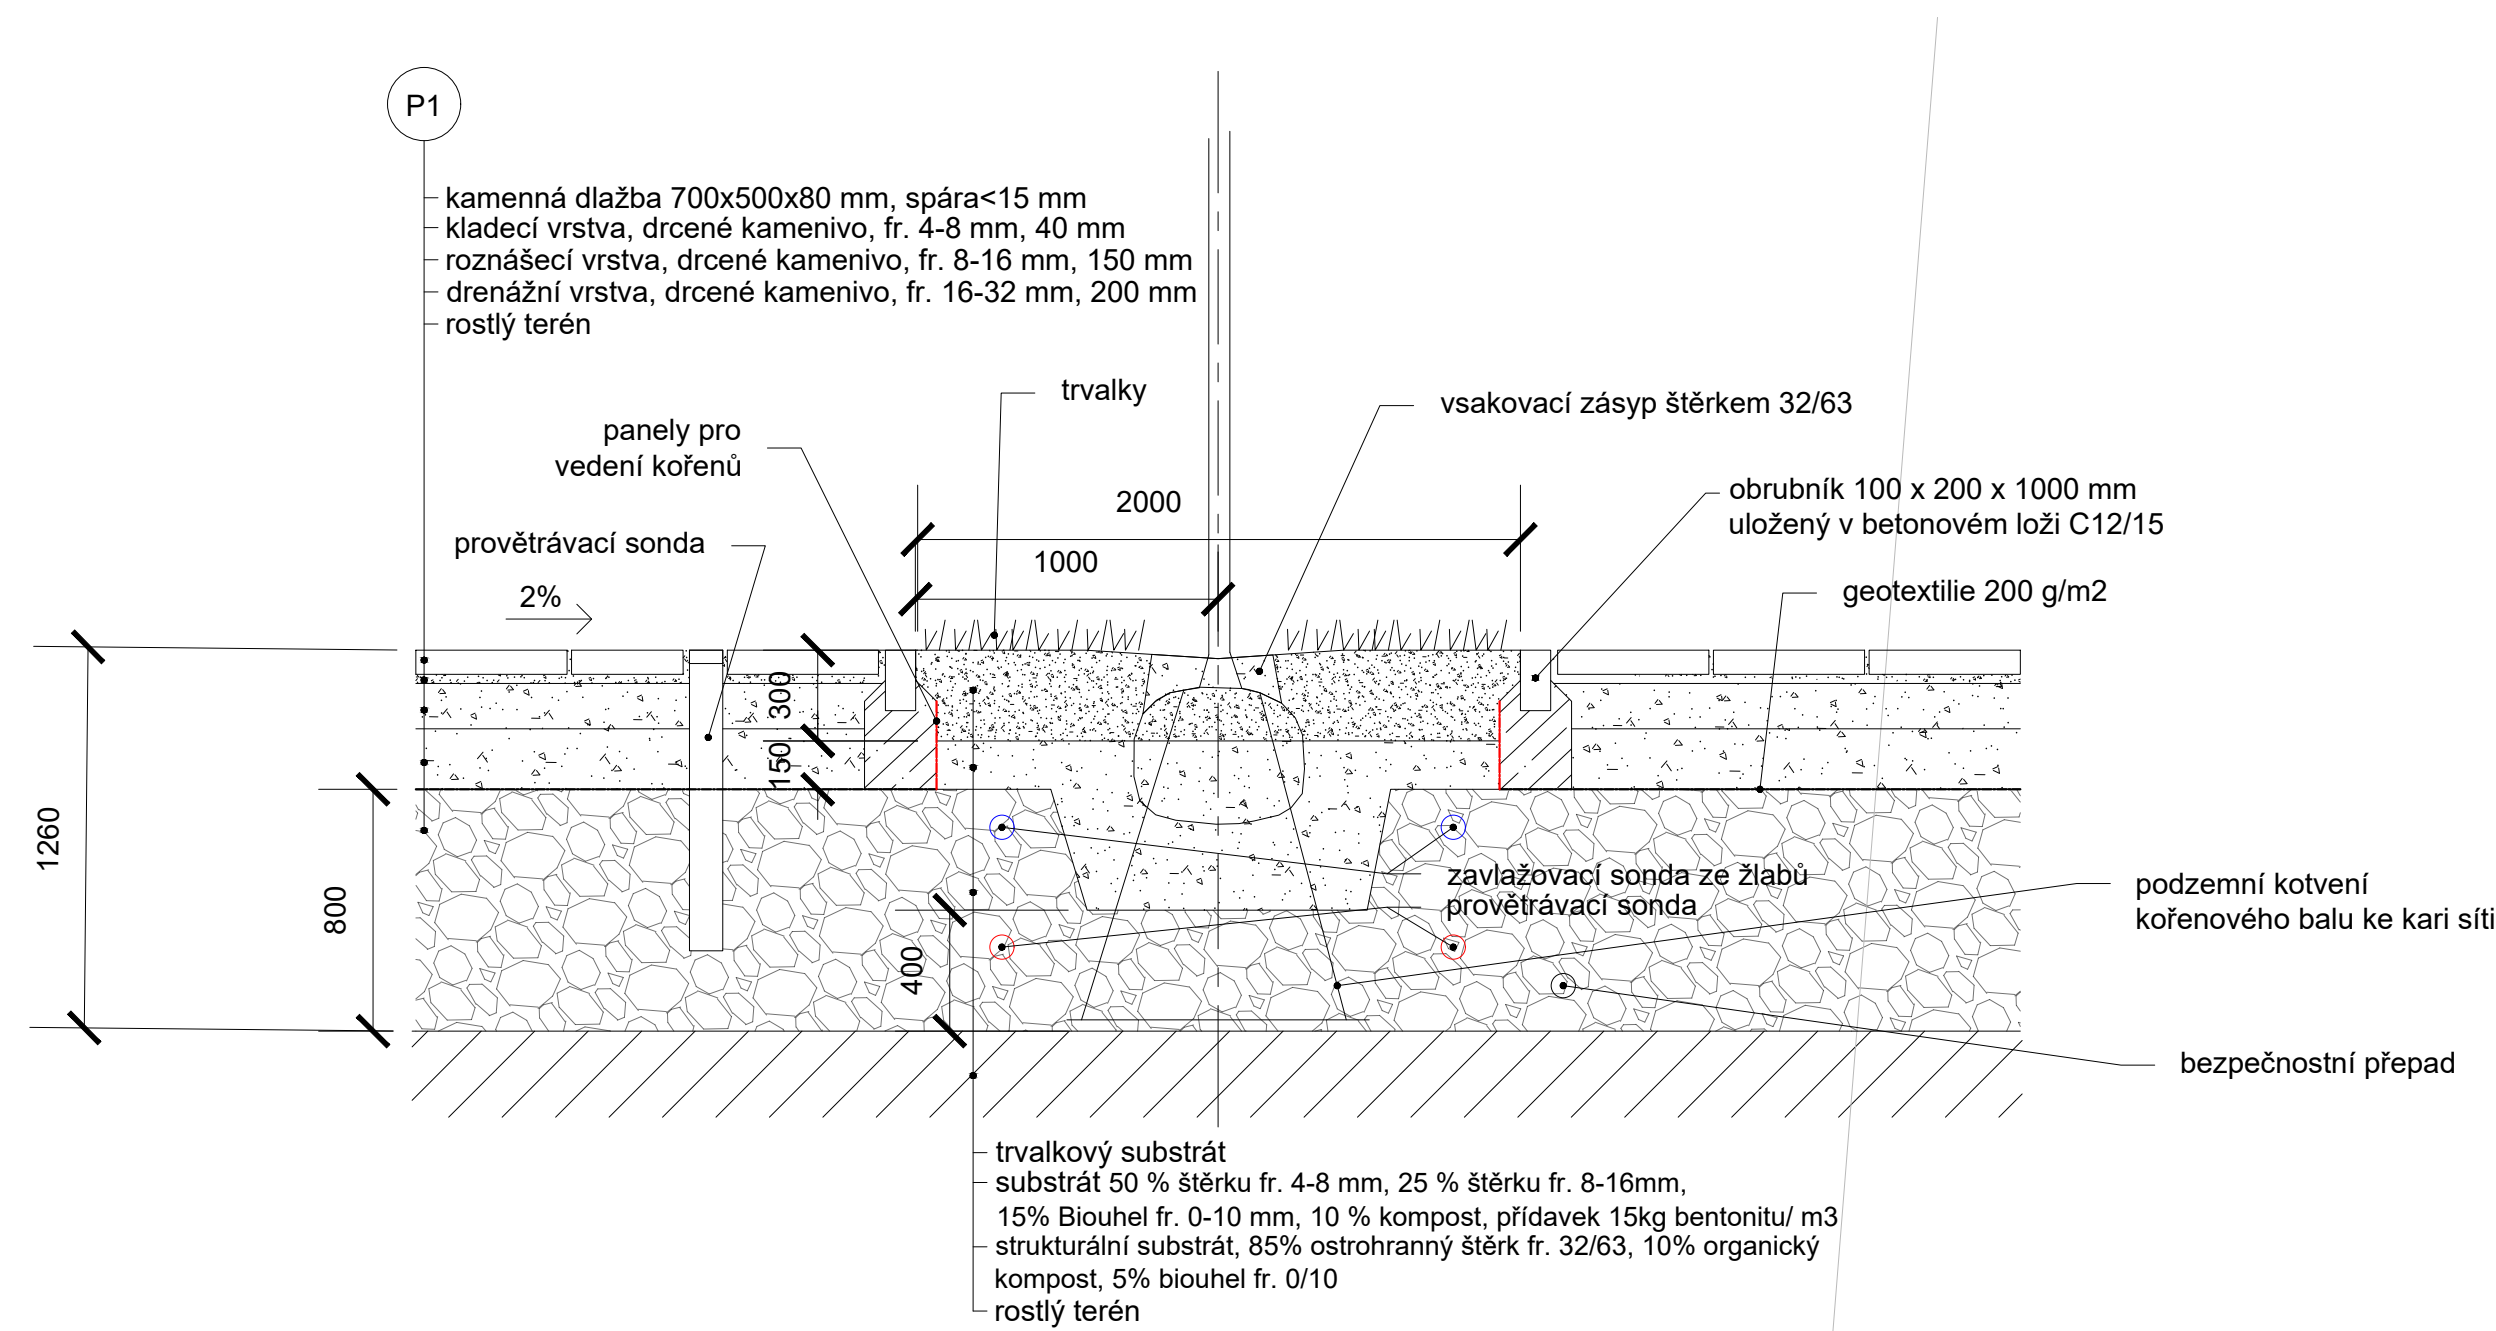 P1
kamenná dlažba 700x500x80 mm, spára<15 mm
kladecí vrstva, drcené kamenivo, fr. 4-8 mm, 40 mm
roznášecí vrstva, drcené kamenivo, fr. 8-16 mm, 150 mm
drenážní vrstva, drcené kamenivo, fr. 16-32 mm, 200 mm
rostlý terén
trvalky
vsakovací zásyp štěrkem 32/63
panely pro
vedení kořenů
2000
obrubník 100 x 200 x 1000 mm
uložený v betonovém loži C12/15
provětrávací sonda
1000
2%
geotextilie 200 g/m2
300
150
1260
800
400
zavlažovací sonda ze žlabů
provětrávací sonda
podzemní kotvení
kořenového balu ke kari síti
bezpečnostní přepad
trvalkový substrát
substrát 50 % štěrku fr. 4-8 mm, 25 % štěrku fr. 8-16mm,
15% Biouhel fr. 0-10 mm, 10 % kompost, přídavek 15kg bentonitu/ m3
strukturální substrát, 85% ostrohranný štěrk fr. 32/63, 10% organický
kompost, 5% biouhel fr. 0/10
rostlý terén